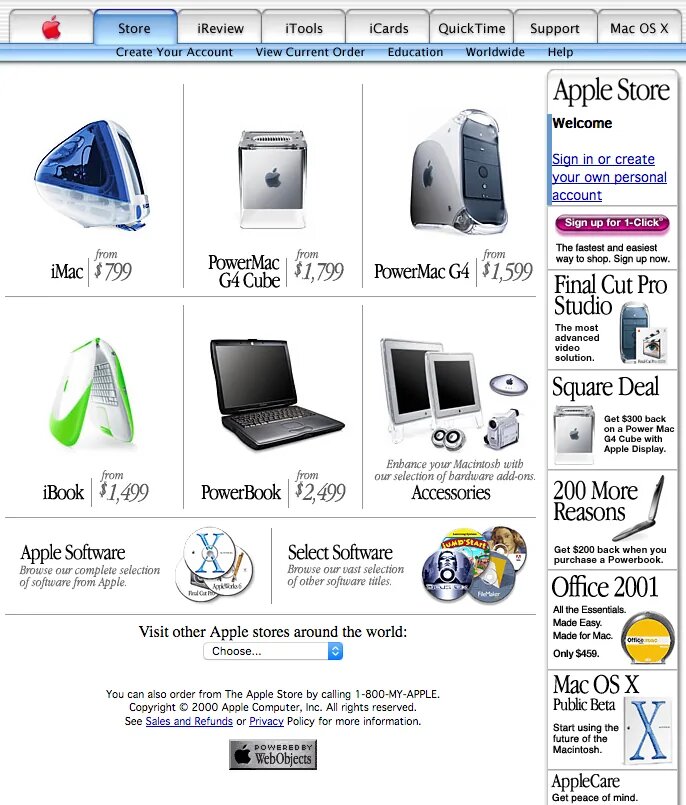 Store
iReview
iTools
iCards
QuickTime
Support
Mac OS X
Create Your Account
View Current Order
Education
Worldwide
Help
iMac
from
$799
PowerMac
G4 Cube
from
$1,799
PowerMac G4
from
$1,599
iBook
from
$1,499
PowerBook
from
$2,499
Enhance your Macintosh with
our selection of hardware add-ons.
Accessories
Apple Software
Browse our complete selection
of software from Apple.
X
AppleWorks 6
Final Cut Pro
Select Software
Browse our vast selection
of other software titles.
JumpStart
FileMaker
Visit other Apple stores around the world:
Choose...
You can also order from The Apple Store by calling 1-800-MY-APPLE.
Copyright © 2000 Apple Computer, Inc. All rights reserved.
See Sales and Refunds or Privacy Policy for more information.
POWERED BY
WebObjects
Apple Store
Welcome
Sign in or create
your own personal
account
Sign up for 1-Click®
The fastest and easiest
way to shop. Sign up now.
Final Cut Pro
Studio
The most
advanced
video
solution.
Square Deal
Get $300 back
on a Power Mac
G4 Cube with
Apple Display.
200 More
Reasons
Get $200 back when you
purchase a Powerbook.
Office 2001
All the Essentials.
Made Easy.
Made for Mac.
Only $459.
Office:mac
Mac OS X
Public Beta
Start using the
future of the
Macintosh.
X
AppleCare
Get peace of mind.